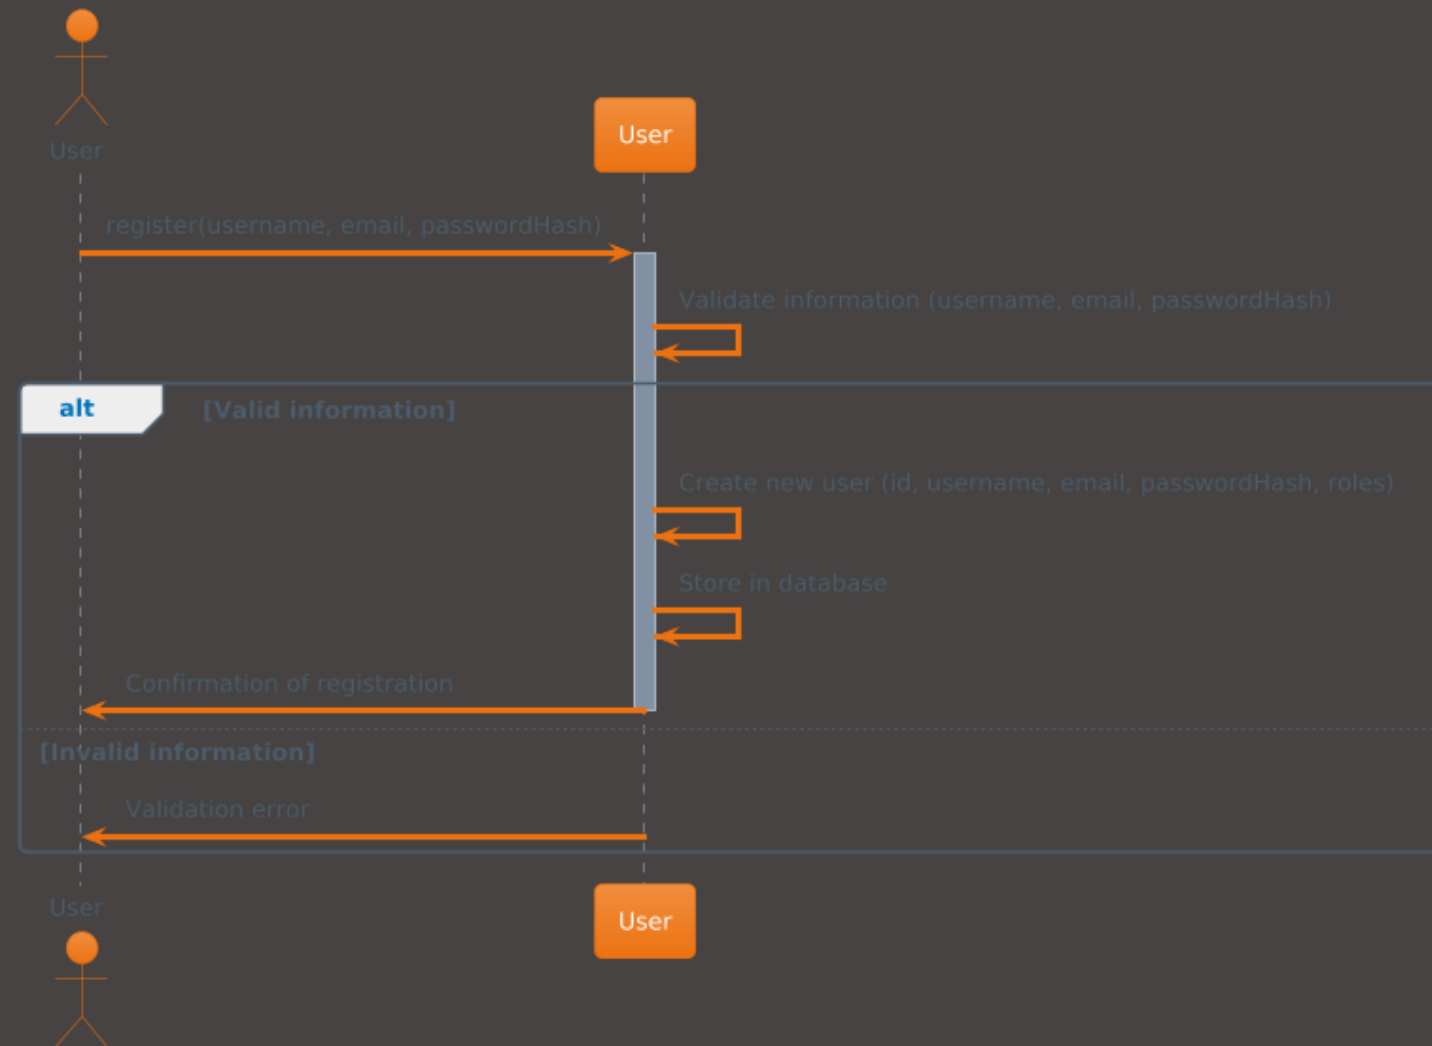 User
User
register(username, email, passwordHash)
Validate information (username, email, passwordHash)
alt
[Valid information]
Create new user (id, username, email, passwordHash, roles)
Store in database
Confirmation of registration
[Invalid information]
Validation error
User
User